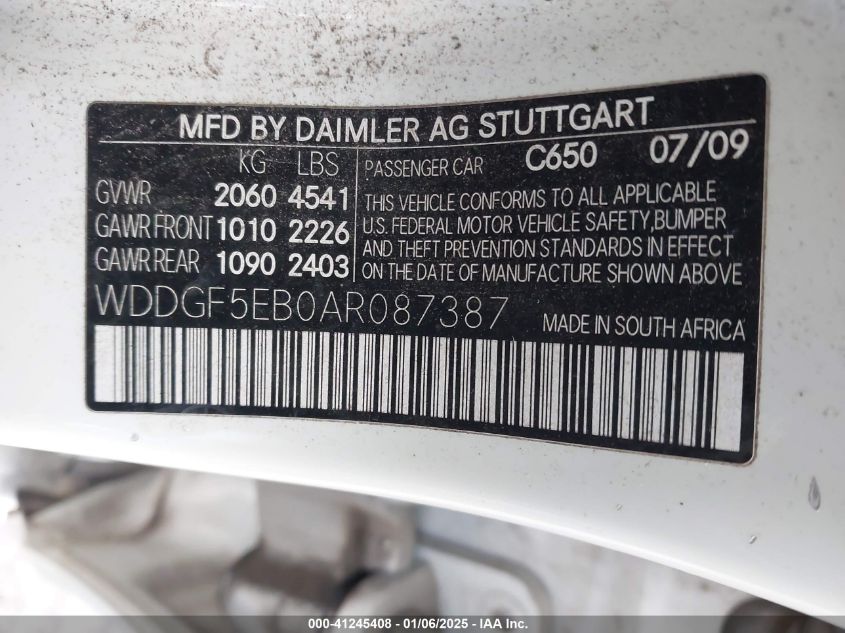 MFD BY DAIMLER AG STUTTGART
KG LBS PASSENGER CAR C650 07/09
GVWR 2060 4541
GAWR FRONT 1010 2226
GAWR REAR 1090 2403
THIS VEHICLE CONFORMS TO ALL APPLICABLE
U.S. FEDERAL MOTOR VEHICLE SAFETY,BUMPER
AND THEFT PREVENTION STANDARDS IN EFFECT
ON THE DATE OF MANUFACTURE SHOWN ABOVE
WDDGF5EB0AR087387 MADE IN SOUTH AFRICA
000-41245408 - 01/06/2025 - IAA Inc.